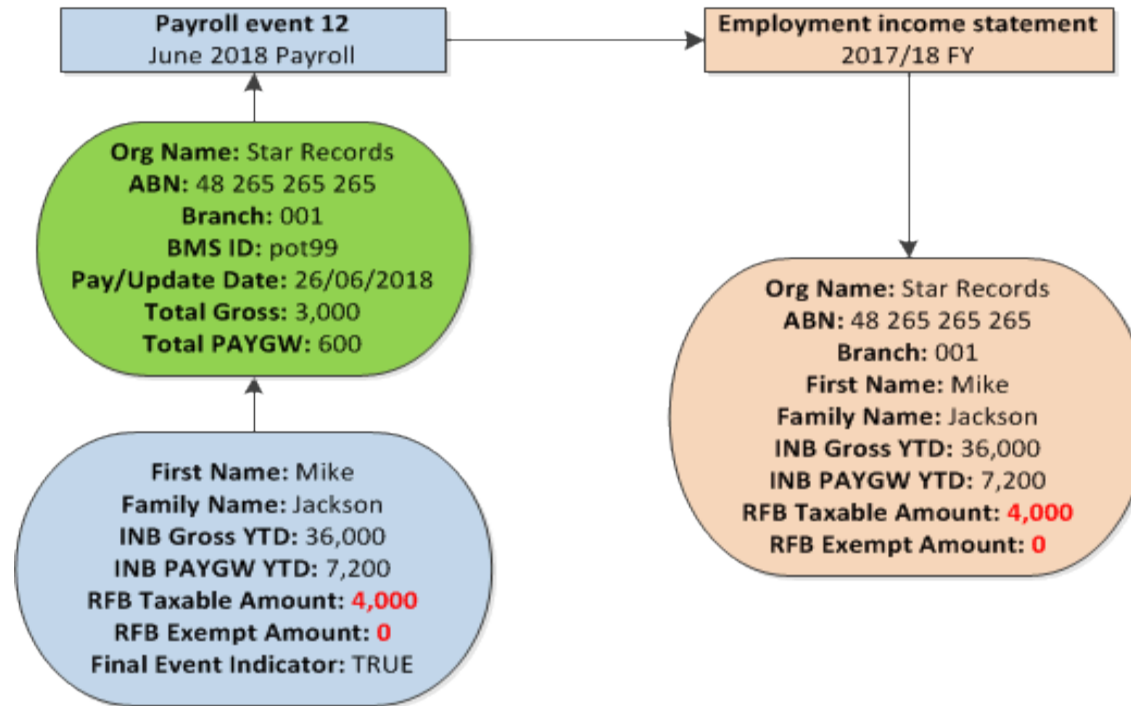 Payroll event 12
June 2018 Payroll
Employment income statement
2017/18 FY
Org Name: Star Records
ABN: 48 265 265 265
Branch: 001
BMS ID: pot99
Pay/Update Date: 26/06/2018
Total Gross: 3,000
Total PAYGW: 600
First Name: Mike
Family Name: Jackson
INB Gross YTD: 36,000
INB PAYGW YTD: 7,200
RFB Taxable Amount: 4,000
RFB Exempt Amount: 0
Final Event Indicator: TRUE
Org Name: Star Records
ABN: 48 265 265 265
Branch: 001
First Name: Mike
Family Name: Jackson
INB Gross YTD: 36,000
INB PAYGW YTD: 7,200
RFB Taxable Amount: 4,000
RFB Exempt Amount: 0